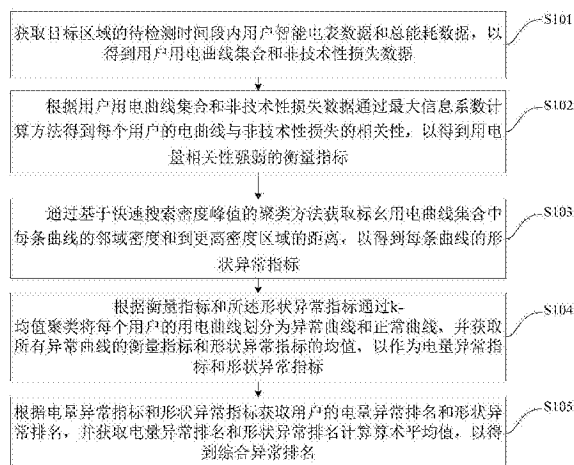 获取目标区域的待检测时间段内用户智能电表数据和总能耗数据，以
得到用户用电曲线集合和非技术性损失数据
S101
根据用户用电曲线集合和非技术性损失数据通过最大信息系数计
算方法得到每个用户的电曲线与非技术性损失的相关性，以得到用电
量相关性强弱的衡量指标
S102
通过基于快速搜索密度峰值的聚类方法获取标幺用电曲线集合中
每条曲线的邻域密度和到更高密度区域的距离，以得到每条曲线的形
状异常指标
S103
根据衡量指标和所述形状异常指标通过k-
均值聚类将每个用户的用电曲线划分为异常曲线和正常曲线，并获取
所有异常曲线的衡量指标和形状异常指标的均值，以作为电量异常指
标和形状异常指标
S104
根据电量异常指标和形状异常指标获取用户的电量异常排名和形状异
常排名，并获取电量异常排名和形状异常排名计算算术平均值，以得
到综合异常排名
S105